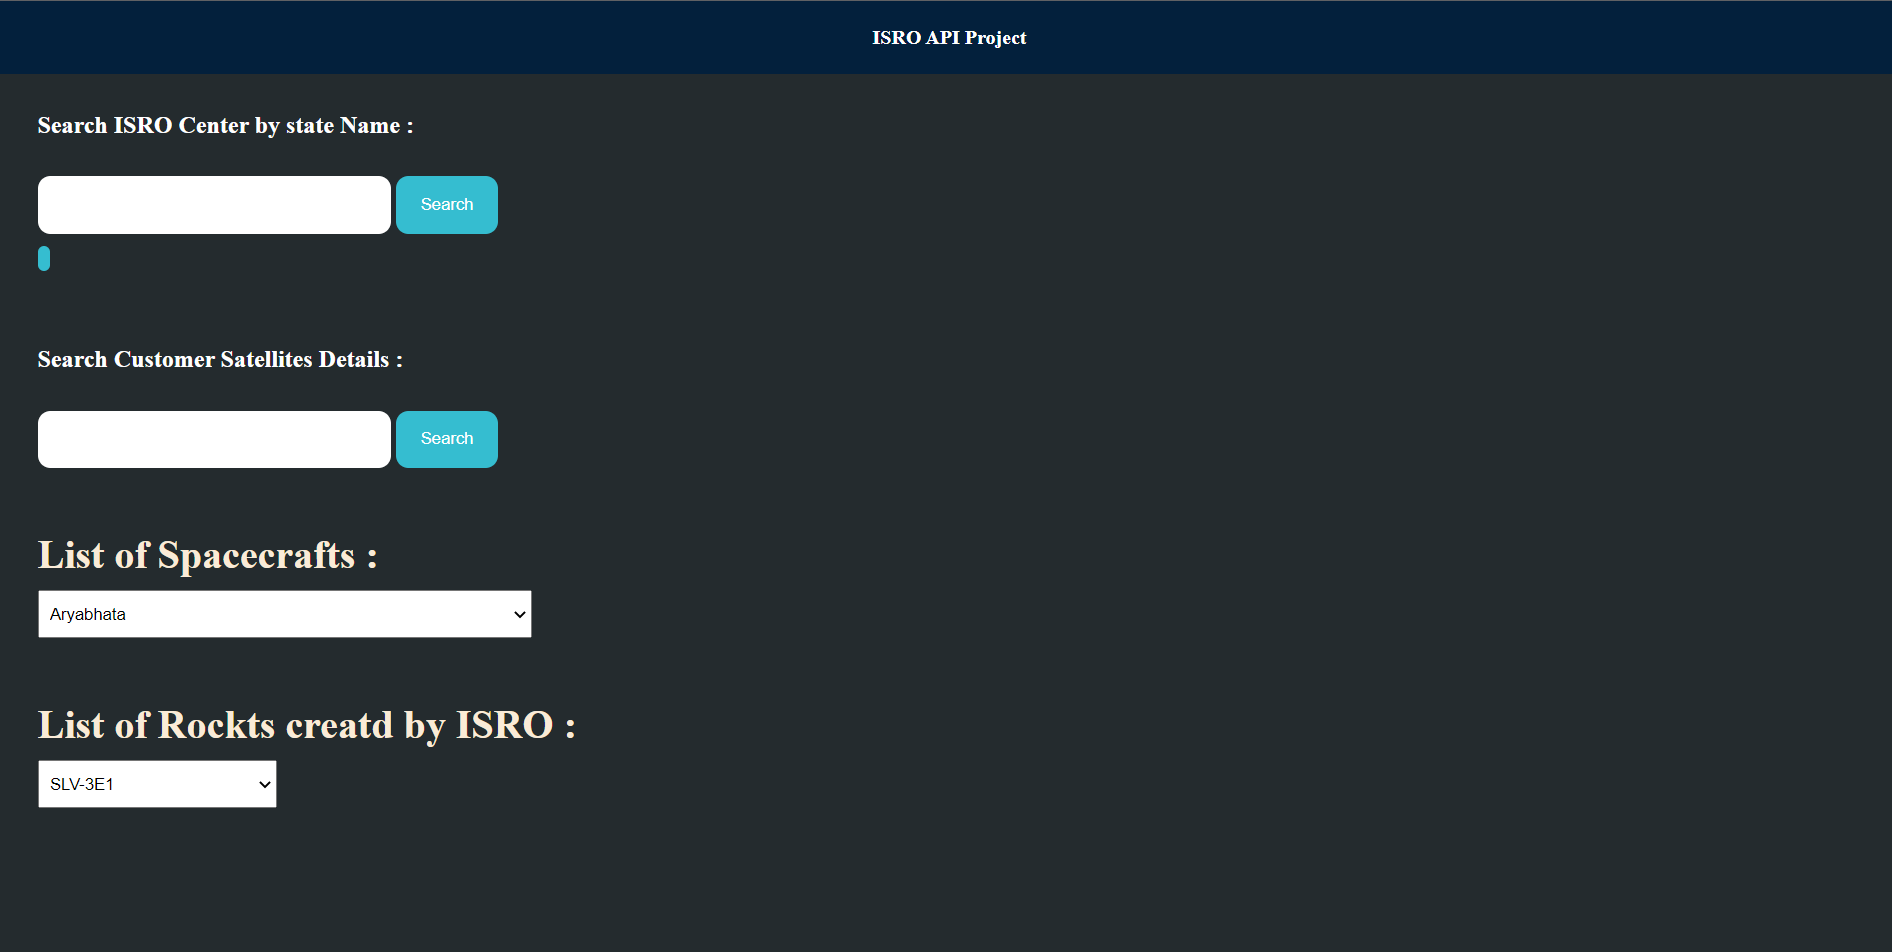 ISRO API Project
Search ISRO Center by state Name :
Search
Search Customer Satellites Details :
Search
List of Spacecrafts :
Aryabhata
List of Rockts creatd by ISRO :
SLV-3E1